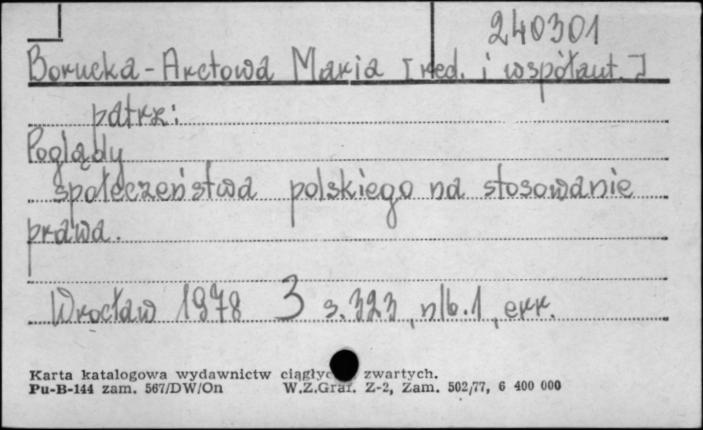 240301
Borucka-Arctowa Maria [red. i współaut.]
patrz:
Poglądy
społeczeństwa polskiego na stosowanie
prawa.
Wrocław 1978 3 s. 323, nlb. 1, err.
Karta katalogowa wydawnictw zwartych.
Pu-B-144 zam. 567/DW/On W.Z.Graf. Z-2, Zam. 502/77, 6 400 000